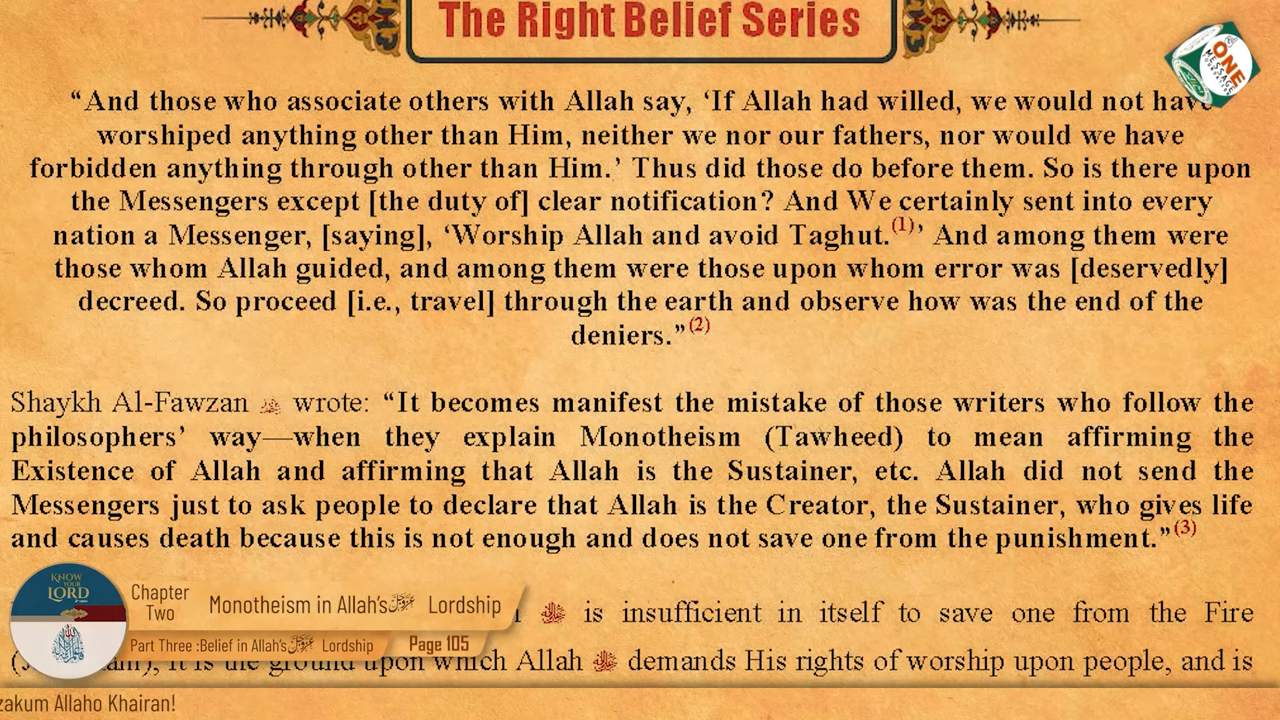 The Right Belief Series
ONE
MESSAGE
“And those who associate others with Allah say, ‘If Allah had willed, we would not have
worshiped anything other than Him, neither we nor our fathers, nor would we have
forbidden anything through other than Him.’ Thus did those do before them. So is there upon
the Messengers except [the duty of] clear notification? And We certainly sent into every
nation a Messenger, [saying], ‘Worship Allah and avoid Taghut.(1)’ And among them were
those whom Allah guided, and among them were those upon whom error was [deservedly]
decreed. So proceed [i.e., travel] through the earth and observe how was the end of the
deniers.”(2)
Shaykh Al-Fawzan wrote: “It becomes manifest the mistake of those writers who follow the
philosophers’ way—when they explain Monotheism (Tawheed) to mean affirming the
Existence of Allah and affirming that Allah is the Sustainer, etc. Allah did not send the
Messengers just to ask people to declare that Allah is the Creator, the Sustainer, who gives life
and causes death because this is not enough and does not save one from the punishment.”(3)
is insufficient in itself to save one from the Fire
it is the ground upon which Allah demands His rights of worship upon people, and is
KNOW
YOUR
LORD
Chapter
Two
Monotheism in Allah’s Lordship
Part Three :Belief in Allah’s Lordship
Page 105
zakum Allaho Khairan!